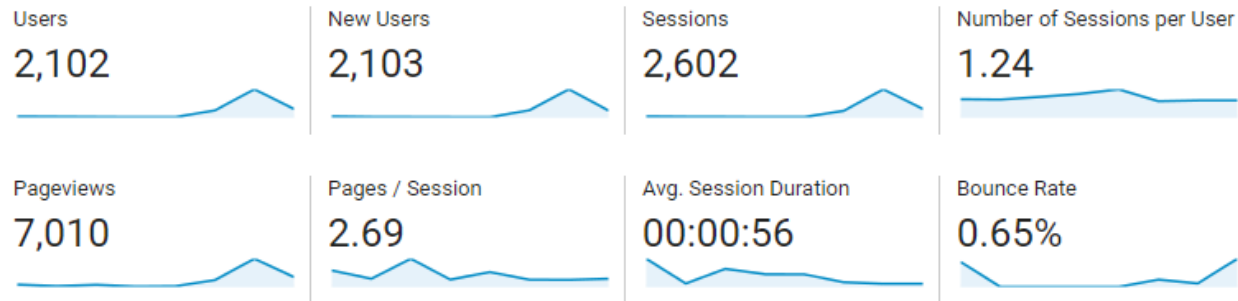 Users
2,102
New Users
2,103
Sessions
2,602
Number of Sessions per User
1.24
Pageviews
7,010
Pages / Session
2.69
Avg. Session Duration
00:00:56
Bounce Rate
0.65%